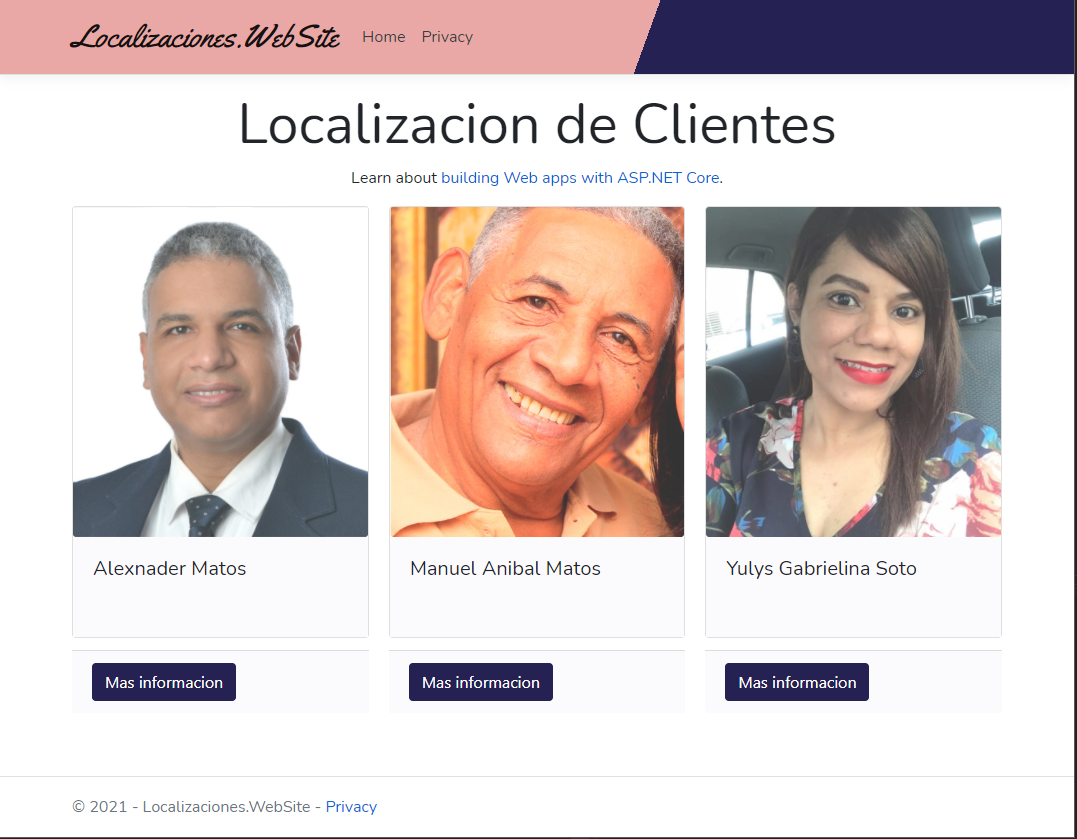 Localizaciones.WebSite Home Privacy
Localizacion de Clientes
Learn about building Web apps with ASP.NET Core.
Alexnader Matos
Manuel Anibal Matos
Yulys Gabrielina Soto
Mas informacion
Mas informacion
Mas informacion
© 2021 - Localizaciones.WebSite - Privacy